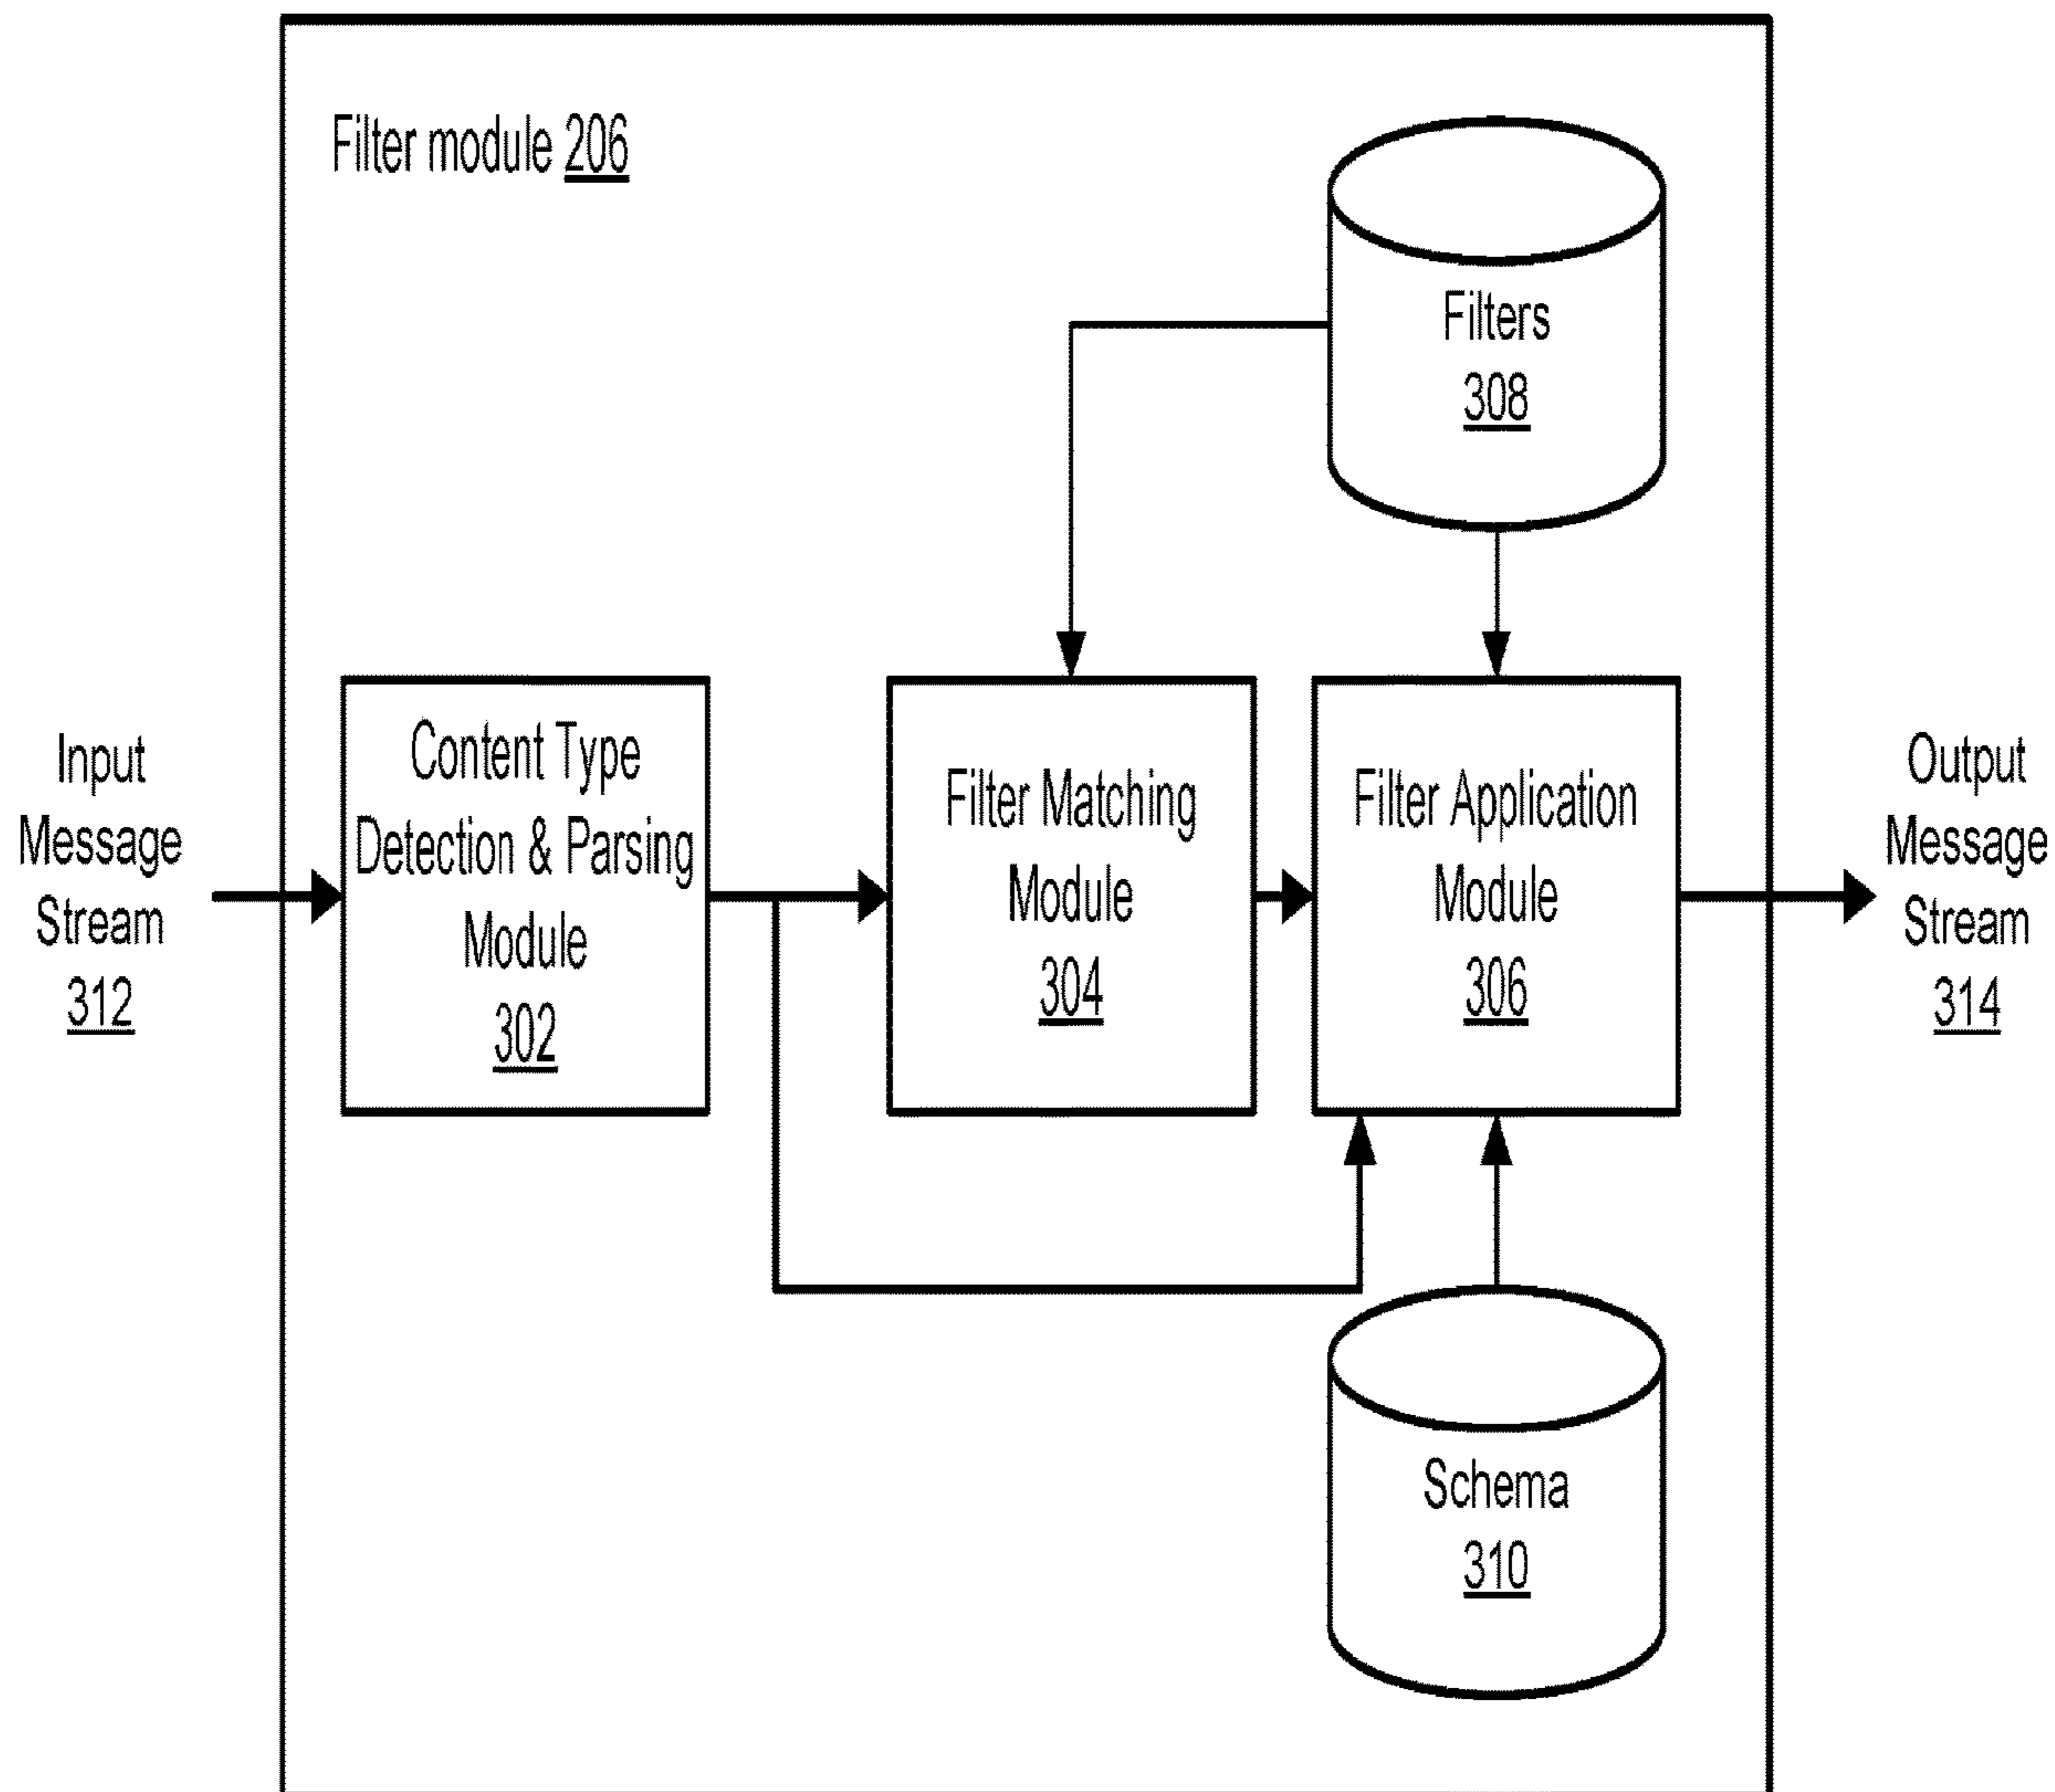 Filter module 206
Filters
308
Input
Message
Stream
312
Content Type
Detection & Parsing
Module
302
Filter Matching
Module
304
Filter Application
Module
306
Output
Message
Stream
314
Schema
310